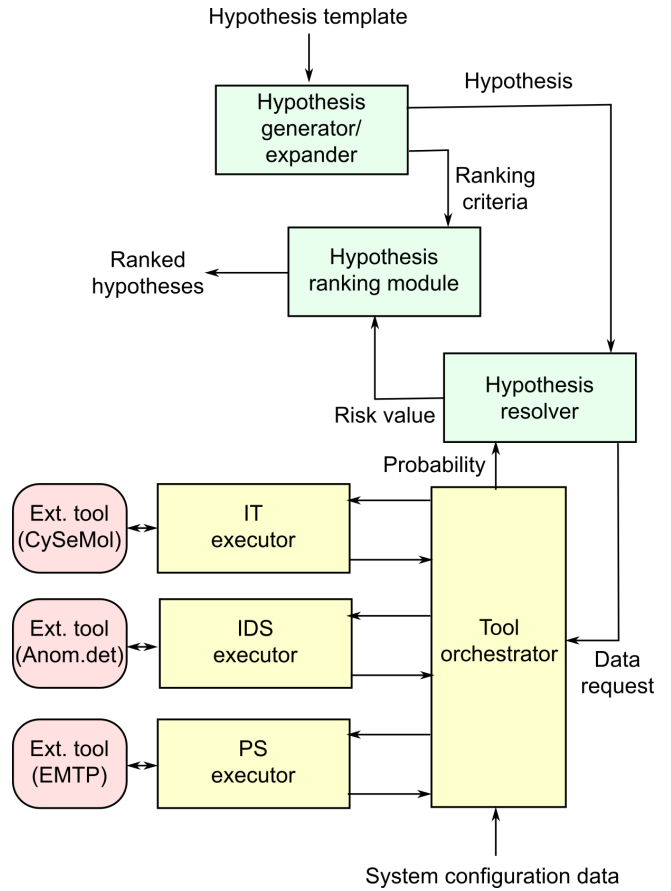 Hypothesis template
Hypothesis
generator/
expander
Hypothesis
Ranking
criteria
Hypothesis
ranking module
Ranked
hypotheses
Hypothesis
resolver
Risk value
Probability
Ext. tool
(CySeMol)
IT
executor
Ext. tool
(Anom.det)
IDS
executor
Tool
orchestrator
Data
request
Ext. tool
(EMTP)
PS
executor
System configuration data